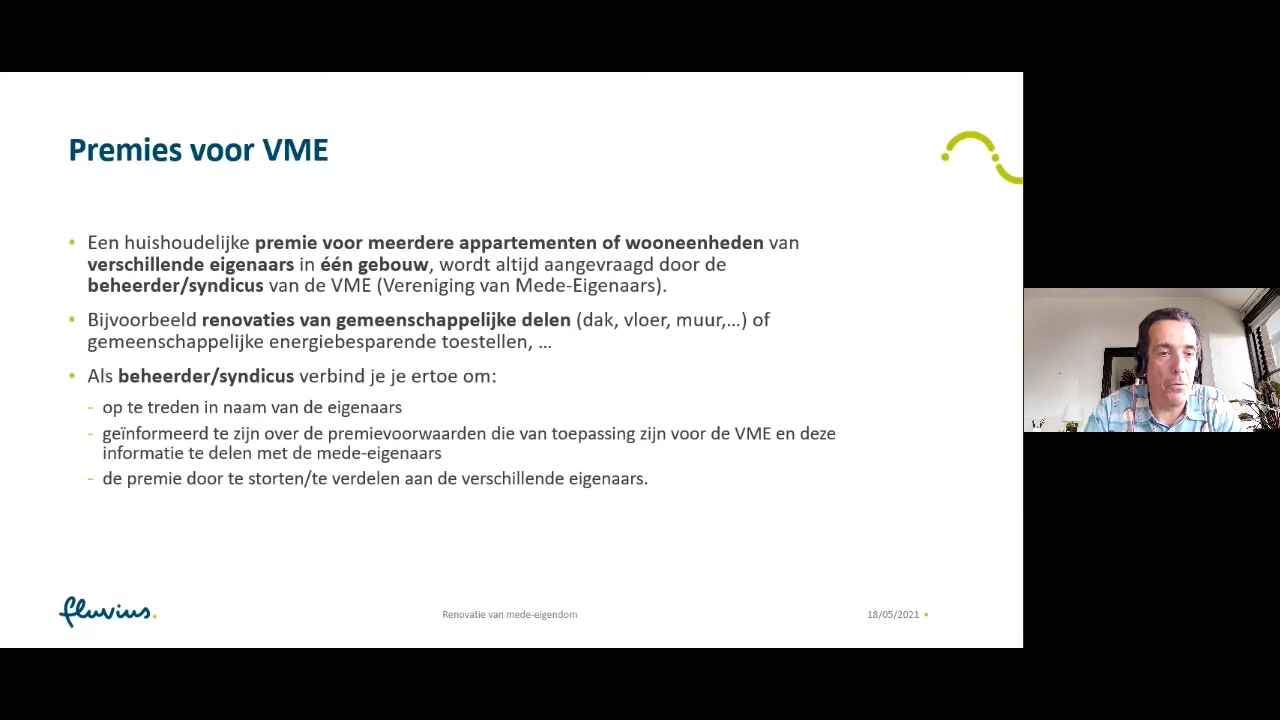 Premies voor VME
• Een huishoudelijke premie voor meerdere appartementen of wooneenheden van
verschillende eigenaars in één gebouw, wordt altijd aangevraagd door de
beheerder/syndicus van de VME (Vereniging van Mede-Eigenaars).
• Bijvoorbeeld renovaties van gemeenschappelijke delen (dak, vloer, muur,...) of
gemeenschappelijke energiebesparende toestellen, ...
• Als beheerder/syndicus verbind je je ertoe om:
- op te treden in naam van de eigenaars
- geïnformeerd te zijn over de premievoorwaarden die van toepassing zijn voor de VME en deze
informatie te delen met de mede-eigenaars
- de premie door te storten/te verdelen aan de verschillende eigenaars.
fluvius.
Renovatie van mede-eigendom
18/05/2021